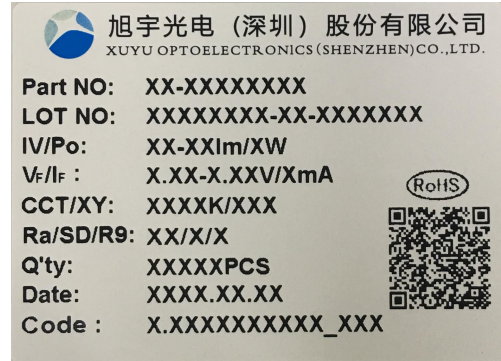 旭宇光电（深圳）股份有限公司
XUYU OPTOELECTRONICS(SHENZHEN)CO.,LTD.
Part NO: XX-XXXXXXXX
LOT NO: XXXXXXXX-XX-XXXXXXX
IV/Po: XX-XXlm/XW
VF/IF : X.XX-X.XXV/XmA
RoHS
CCT/XY: XXXXK/XXX
Ra/SD/R9: XX/X/X
Q'ty: XXXXXPCS
Date: XXXX.XX.XX
Code : X.XXXXXXXXXX_XXX